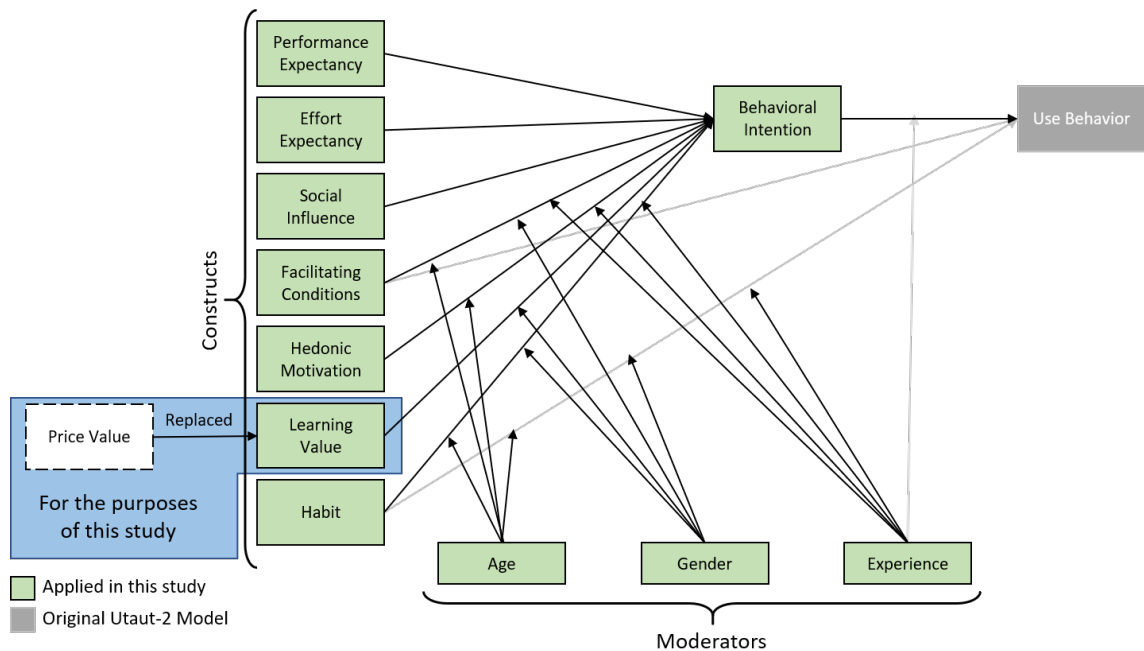 Performance
Expectancy
Effort
Expectancy
Social
Influence
Facilitating
Conditions
Hedonic
Motivation
Learning
Value
Habit
Constructs
Price Value
Replaced
For the purposes
of this study
Behavioral
Intention
Use Behavior
Age
Gender
Experience
Moderators
Applied in this study
Original Utaut-2 Model